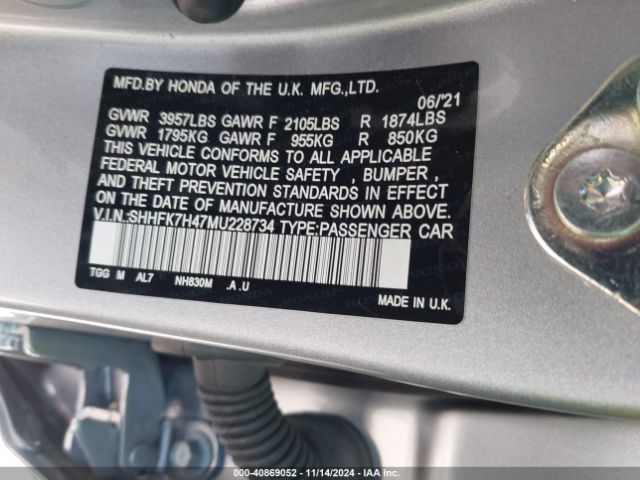 MFD.BY HONDA OF THE U.K. MFG.,LTD.
06/'21
GVWR 3957LBS GAWR F 2105LBS R 1874LBS
GVWR 1795KG GAWR F 955KG R 850KG
THIS VEHICLE CONFORMS TO ALL APPLICABLE
FEDERAL MOTOR VEHICLE SAFETY , BUMPER ,
AND THEFT PREVENTION STANDARDS IN EFFECT
ON THE DATE OF MANUFACTURE SHOWN ABOVE.
V.I.N:SHHFK7H47MU228734 TYPE:PASSENGER CAR
TGG M AL7 NH830M .A .U
MADE IN U.K.
000-40869052 - 11/14/2024 - IAA Inc.